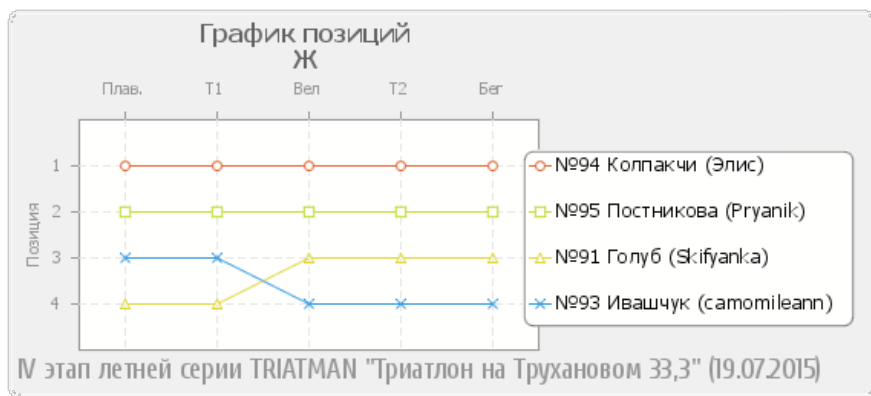 График позиций
Ж
Плав. T1 Вел T2 Бег
Позиция
1
2
3
4
№94 Колпакчи (Элис)
№95 Постникова (Pryanik)
№91 Голуб (Skifyanka)
№93 Ивашчук (camomileann)
IV этап летней серии TRIATMAN "Триатлон на Трухановом 33,3" (19.07.2015)